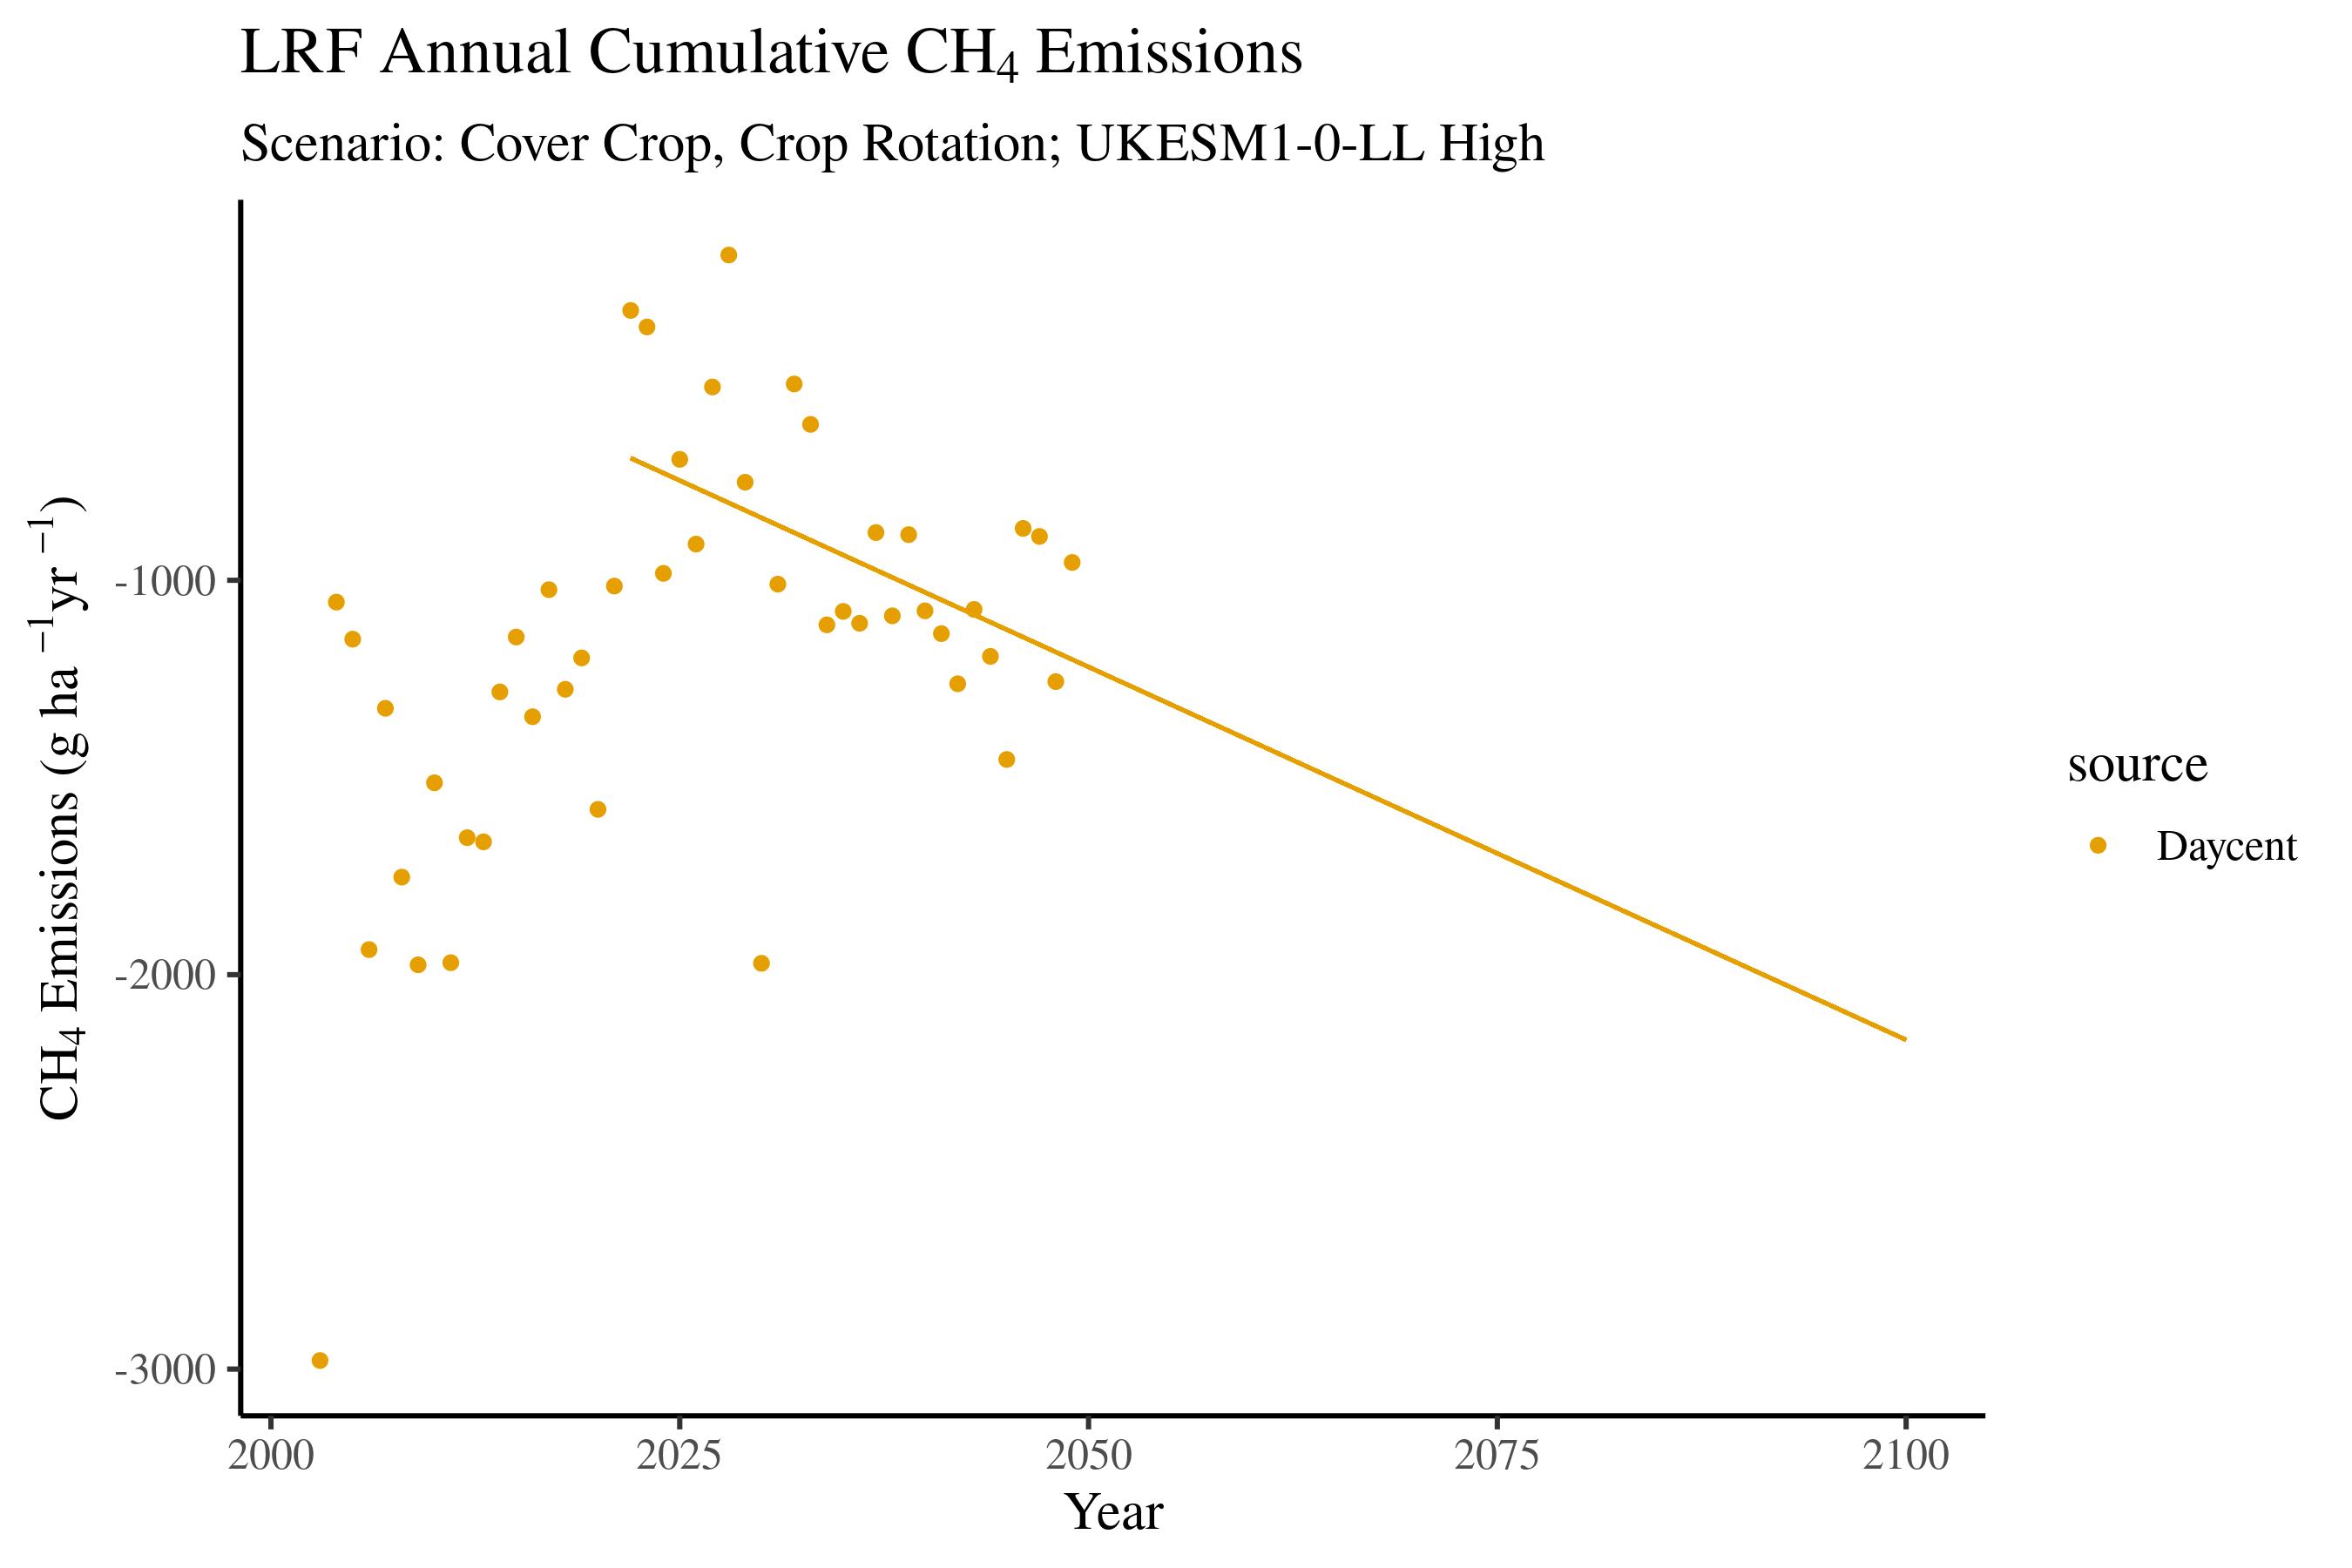 LRF Annual Cumulative CH₄ Emissions
Scenario: Cover Crop, Crop Rotation; UKESM1-0-LL High
CH₄ Emissions (g ha ⁻¹yr ⁻¹)
-1000
-2000
-3000
2000 2025 2050 2075 2100
Year
source
Daycent